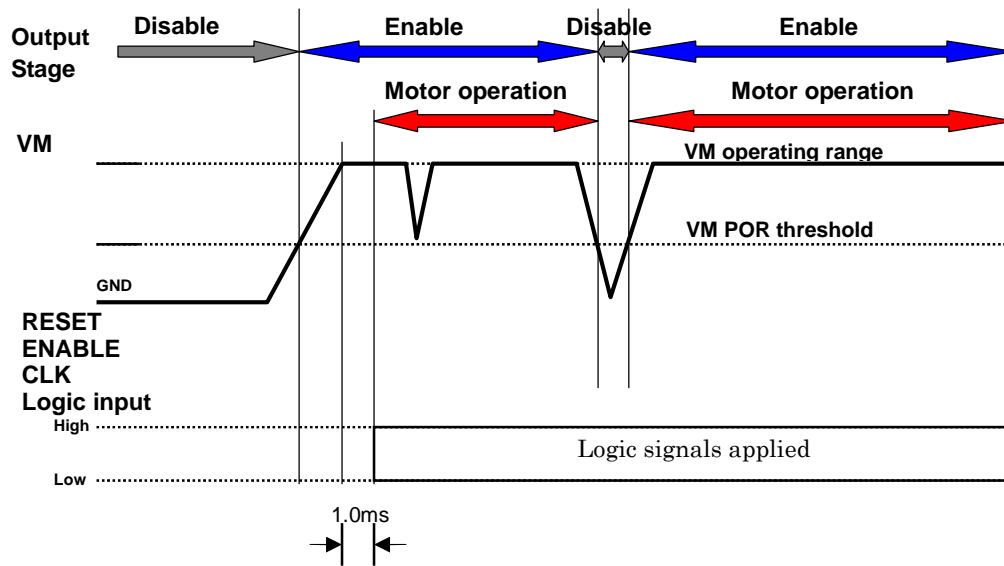 Disable
Enable
Disable
Enable
Output
Stage
Motor operation
Motor operation
VM
VM operating range
VM POR threshold
GND
RESET
ENABLE
CLK
Logic input
High
Logic signals applied
Low
1.0ms